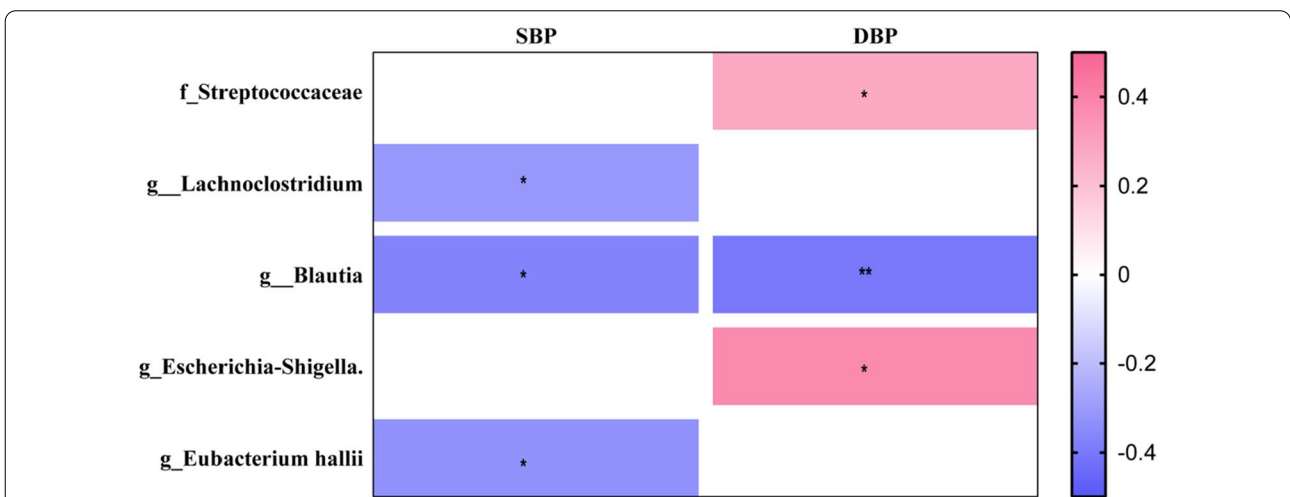 SBP DBP
f_Streptococcaceae * 0.4
g__Lachnoclostridium * 0.2
g__Blautia * ** 0
g_Escherichia-Shigella. * -0.2
g_Eubacterium hallii * -0.4